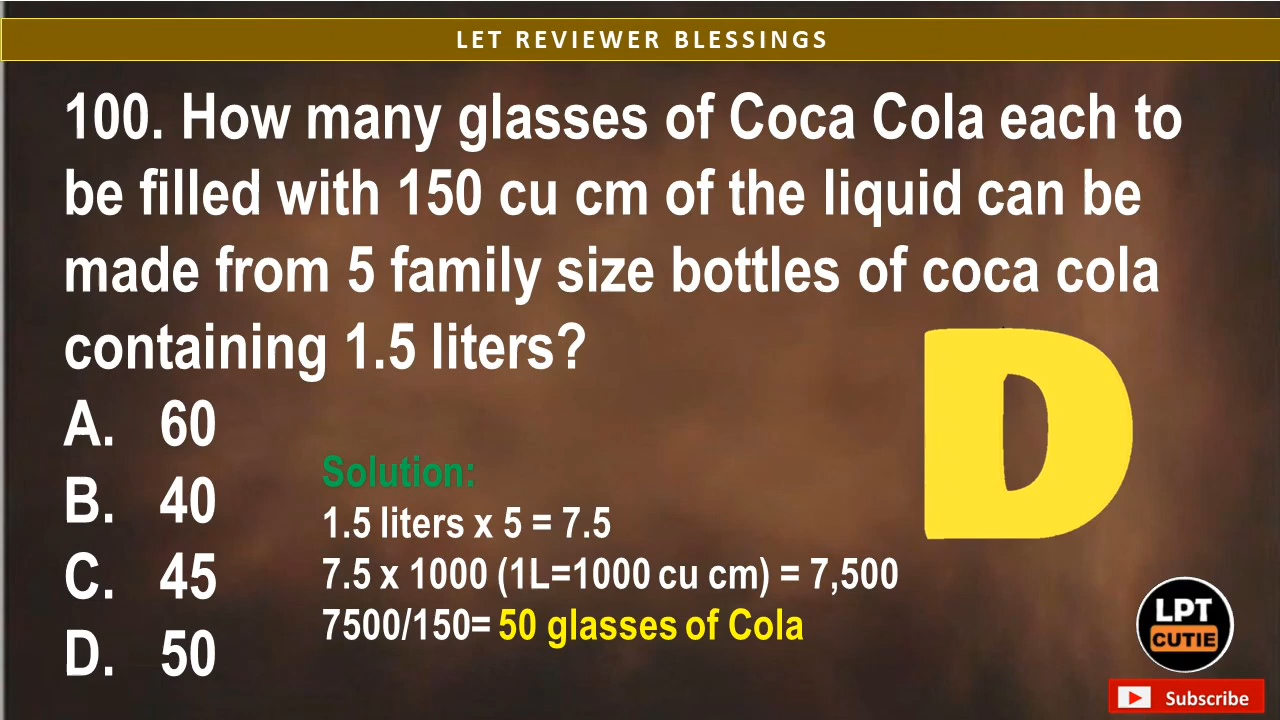 LET REVIEWER BLESSINGS
100. How many glasses of Coca Cola each to
be filled with 150 cu cm of the liquid can be
made from 5 family size bottles of coca cola
containing 1.5 liters?
A. 60
B. 40
C. 45
D. 50
Solution:
1.5 liters x 5 = 7.5
7.5 x 1000 (1L=1000 cu cm) = 7,500
7500/150= 50 glasses of Cola
D
LPT
CUTIE
Subscribe